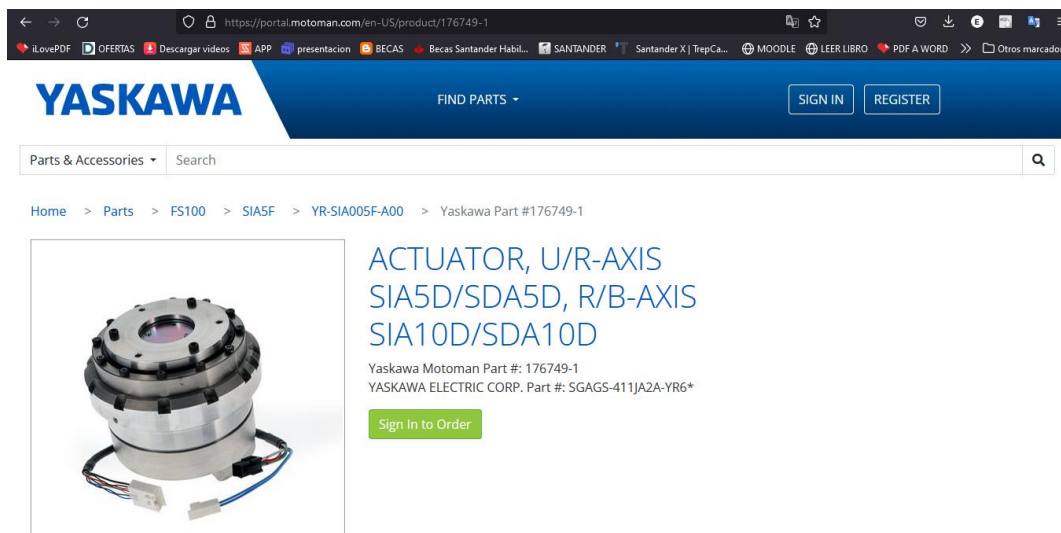 https://portal.motoman.com/en-US/product/176749-1
iLovePDF OFERTAS Descargar videos APP presentacion BECAS Becas Santander Habil... SANTANDER Santander X | TrepCa... MOODLE LEER LIBRO PDF A WORD Otros marcado
YASKAWA FIND PARTS SIGN IN REGISTER
Parts & Accessories Search
Home > Parts > FS100 > SIA5F > YR-SIA005F-A00 > Yaskawa Part #176749-1
ACTUATOR, U/R-AXIS
SIA5D/SDA5D, R/B-AXIS
SIA10D/SDA10D
Yaskawa Motoman Part #: 176749-1
YASKAWA ELECTRIC CORP. Part #: SGAGS-411JA2A-YR6*
Sign In to Order